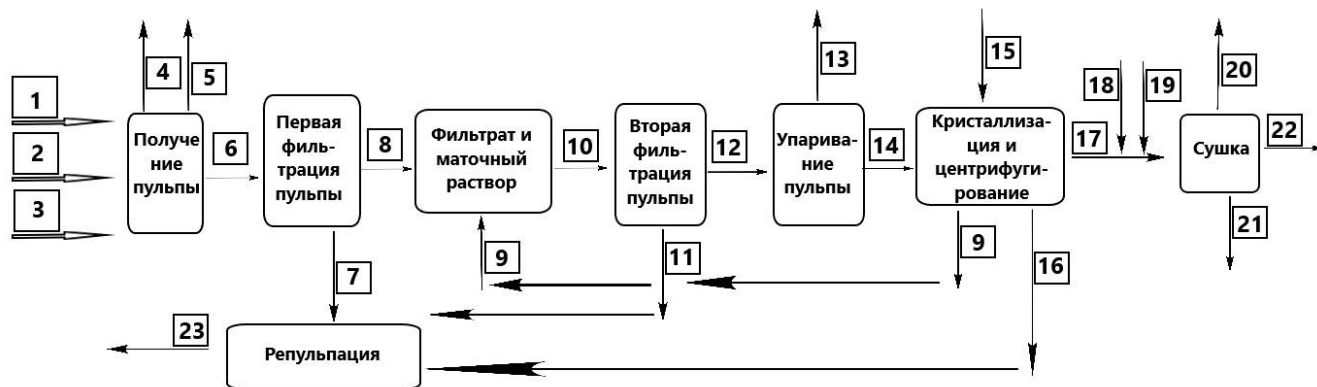 1
2
3
4
5
Получе
ние
пульпы
6
Первая
филь-
трация
пульпы
7
8
Фильтрат и
маточный
раствор
9
10
Вторая
филь-
трация
пульпы
11
12
Упарива-
ние
пульпы
13
14
15
Кристаллиза-
ция и
центрифуги-
рование
9
16
17
18
19
Сушка
20
21
22
23
Репульпация